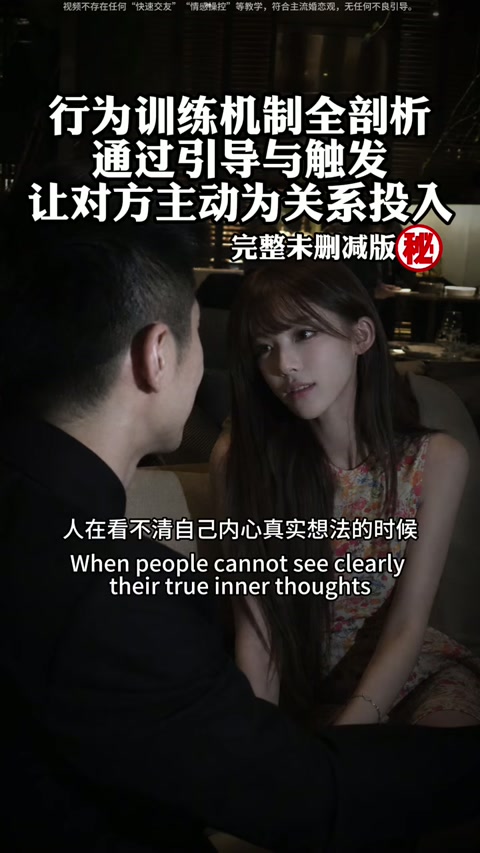 视频不存在任何“快速交友”“情感操控”等教学，符合主流婚恋观，无任何不良引导。
行为训练机制全剖析
通过引导与触发
让对方主动为关系投入
完整未删减版 秘
人在看不清自己内心真实想法的时候
When people cannot see clearly
their true inner thoughts